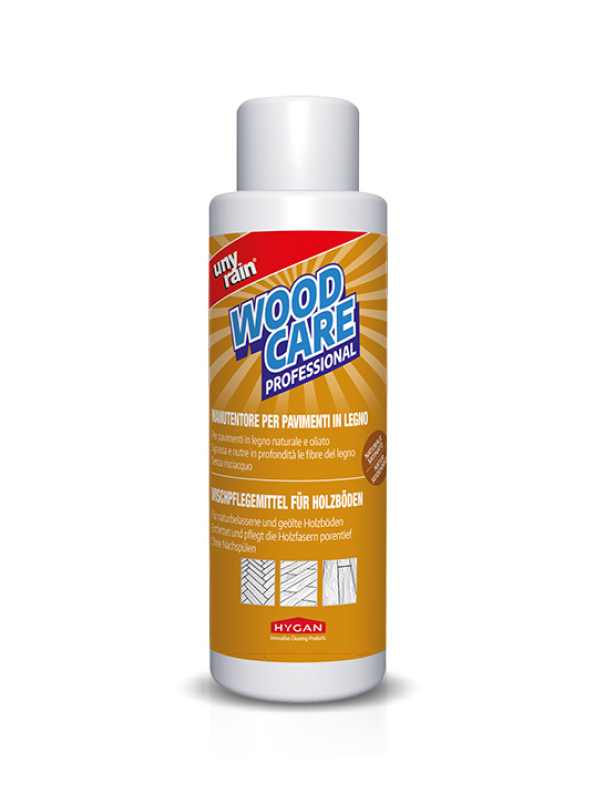 uny
rain®
WOOD
CARE
PROFESSIONAL
MANUTENTORE PER PAVIMENTI IN LEGNO
Per pavimenti in legno naturale e oliato
Sgrassa e nutre in profondità le fibre del legno
Senza risciacquo
WISCHPFLEGEMITTEL FÜR HOLZBÖDEN
Für naturbelassene und geölte Holzböden
Entfettet und pflegt die Holzfasern porentief
Ohne Nachspülen
HYGAN
Innovative Cleaning Products